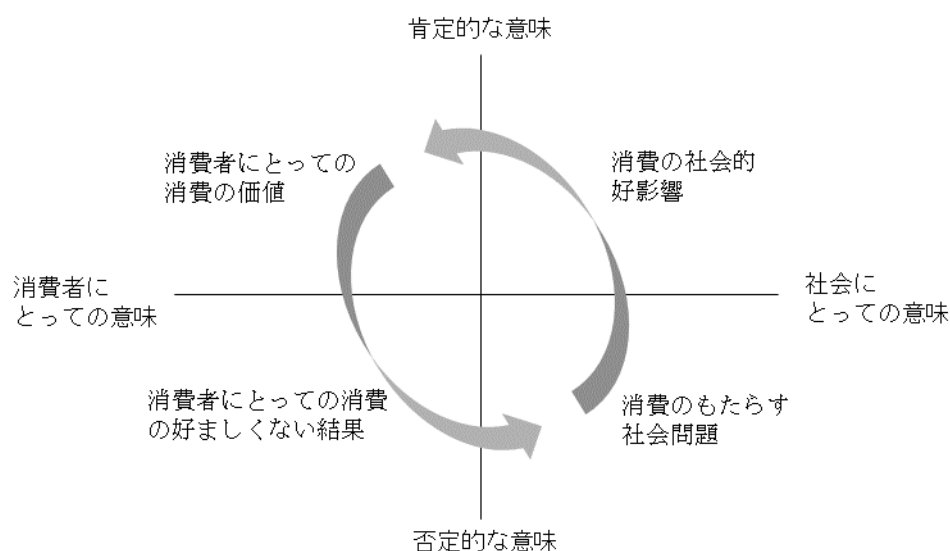 肯定的な意味
消費者にとっての
消費の価値
消費の社会的
好影響
消費者に
とっての意味
社会に
とっての意味
消費者にとっての消費
の好ましくない結果
消費のもたらす
社会問題
否定的な意味